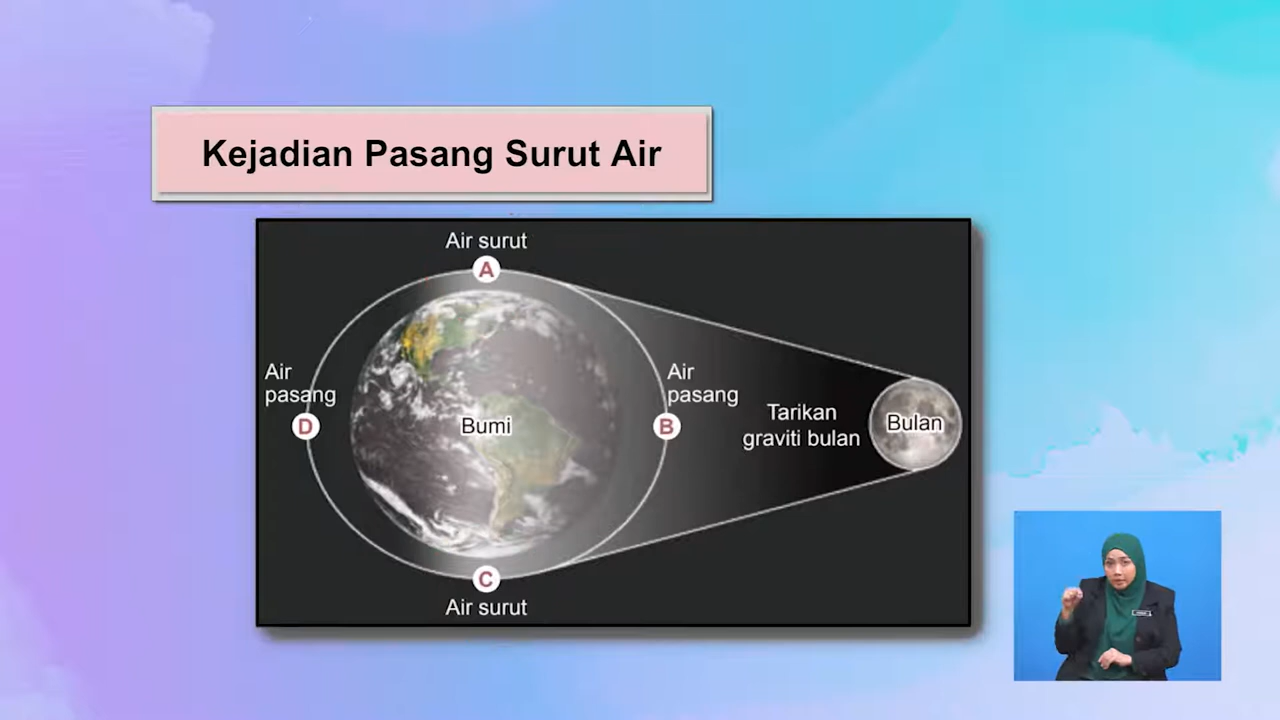 Kejadian Pasang Surut Air
Air surut
A
Air
pasang
D
Bumi
Air
pasang
B
Tarikan
graviti bulan
Bulan
C
Air surut